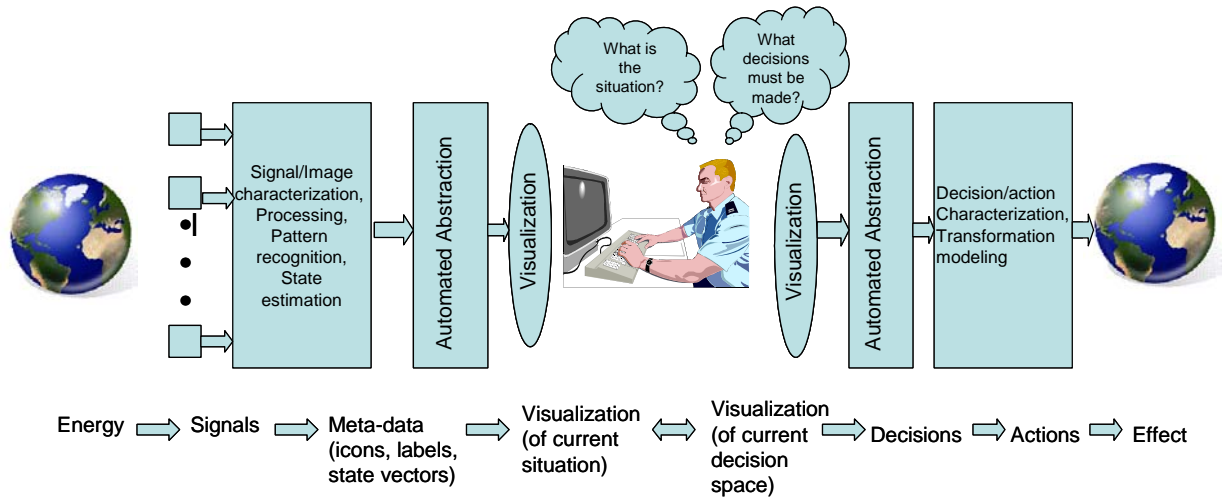 What is
the
situation?
What
decisions
must be
made?
Signal/Image
characterization,
Processing,
Pattern
recognition,
State
estimation
Automated Abstraction
Visualization
Visualization
Automated Abstraction
Decision/action
Characterization,
Transformation
modeling
Energy
Signals
Meta-data
(icons, labels,
state vectors)
Visualization
(of current
situation)
Visualization
(of current
decision
space)
Decisions
Actions
Effect